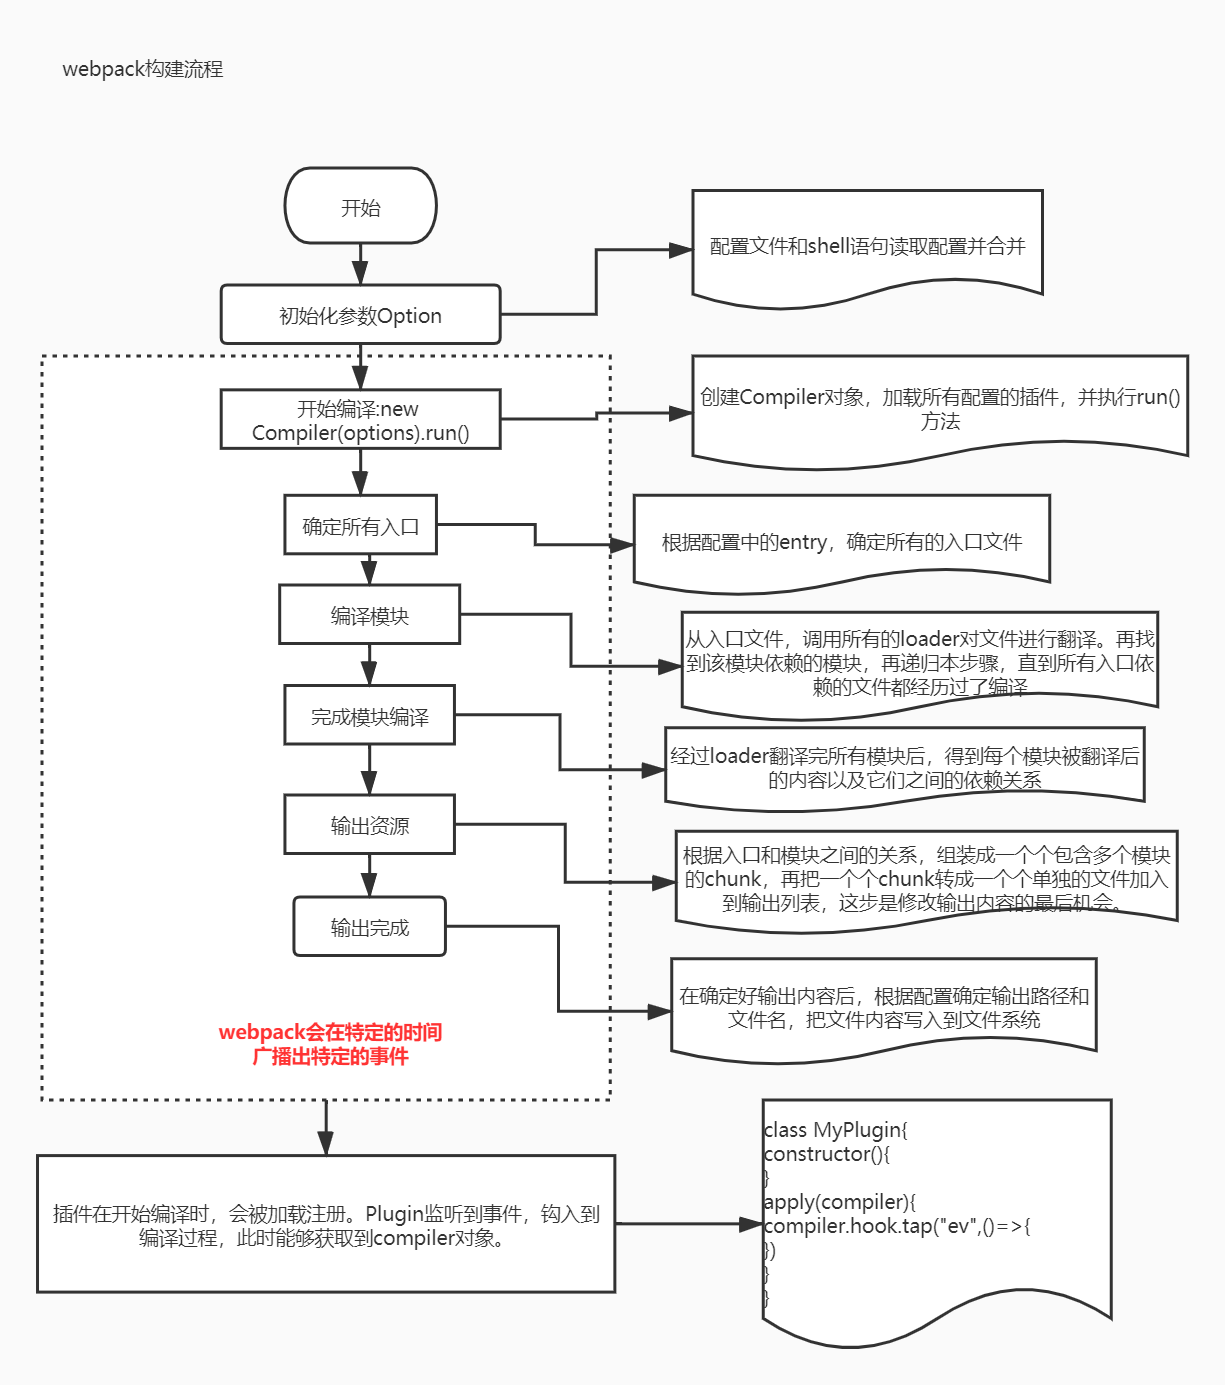 webpack构建流程
开始
配置文件和shell语句读取配置并合并
初始化参数Option
开始编译:new
Compiler(options).run()
创建Compiler对象，加载所有配置的插件，并执行run()
方法
确定所有入口
根据配置中的entry，确定所有的入口文件
编译模块
从入口文件，调用所有的loader对文件进行翻译。再找
到该模块依赖的模块，再递归本步骤，直到所有入口依
赖的文件都经历过了编译
完成模块编译
经过loader翻译完所有模块后，得到每个模块被翻译后
的内容以及它们之间的依赖关系
输出资源
根据入口和模块之间的关系，组装成一个个包含多个模块
的chunk，再把一个个chunk转成一个个单独的文件加入
到输出列表，这步是修改输出内容的最后机会。
输出完成
在确定好输出内容后，根据配置确定输出路径和
文件名，把文件内容写入到文件系统
webpack会在特定的时间
广播出特定的事件
插件在开始编译时，会被加载注册。Plugin监听到事件，钩入到
编译过程，此时能够获取到compiler对象。
class MyPlugin{
constructor(){
}
apply(compiler){
compiler.hook.tap("ev",()=>{
})
}
}